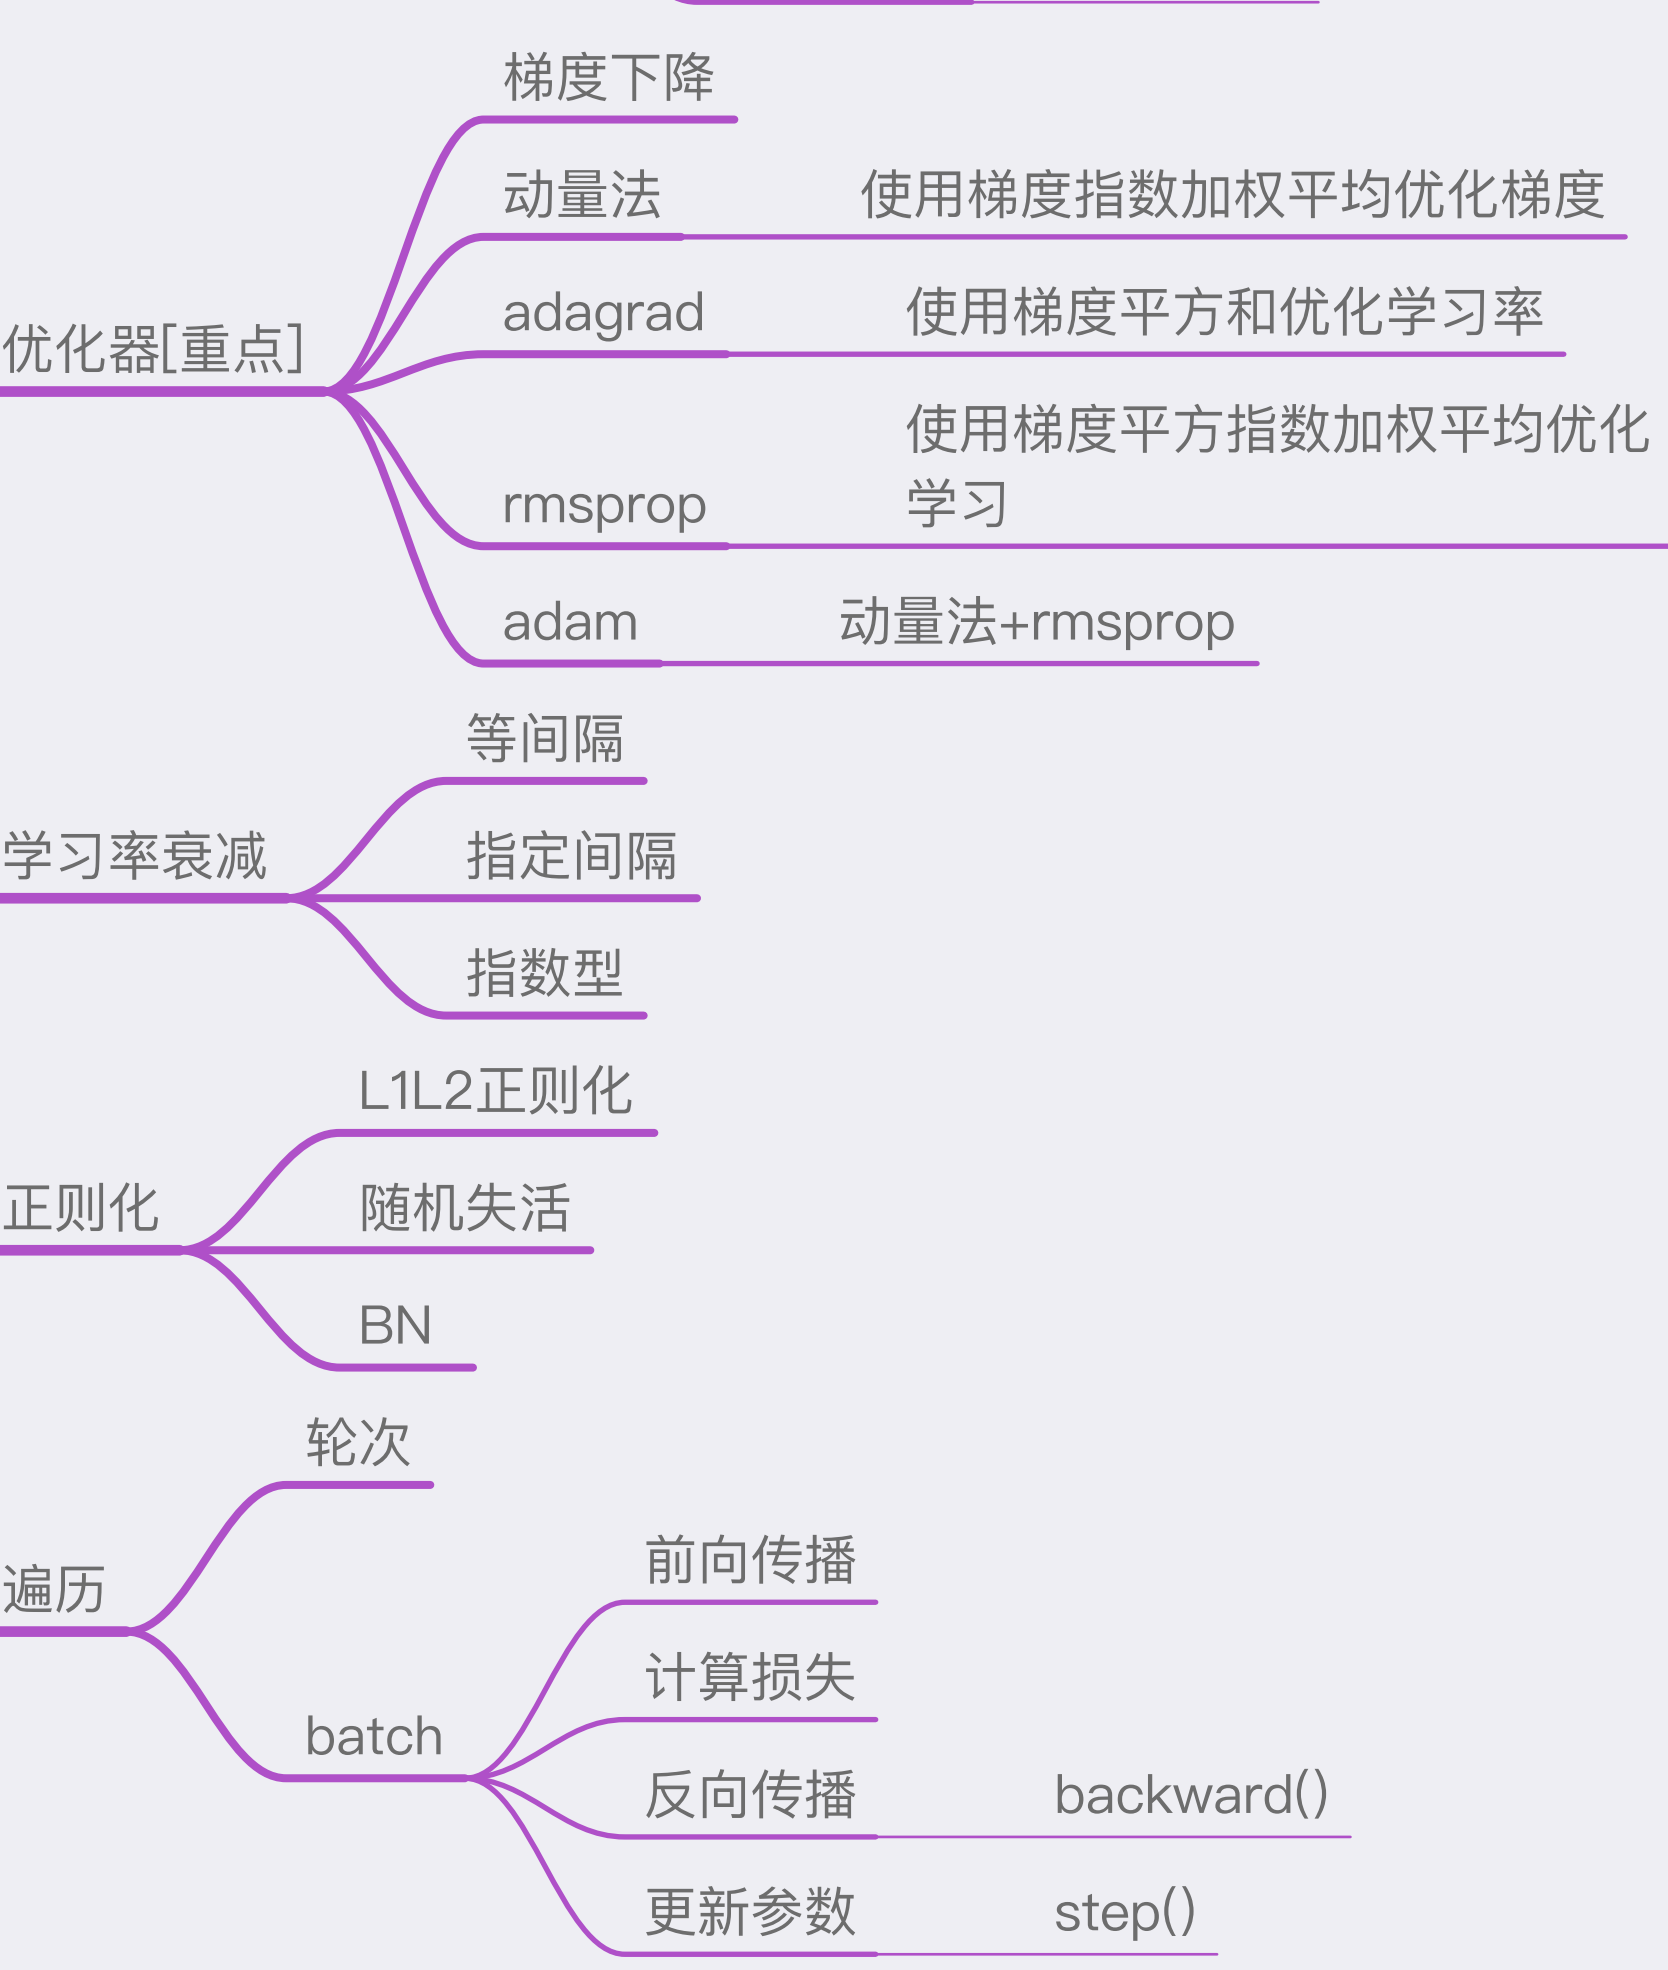 梯度下降
动量法
使用梯度指数加权平均优化梯度
adagrad
使用梯度平方和优化学习率
优化器[重点]
使用梯度平方指数加权平均优化
学习
rmsprop
adam
动量法+rmsprop
等间隔
学习率衰减
指定间隔
指数型
L1L2正则化
正则化
随机失活
BN
轮次
遍历
前向传播
计算损失
batch
反向传播
backward()
更新参数
step()